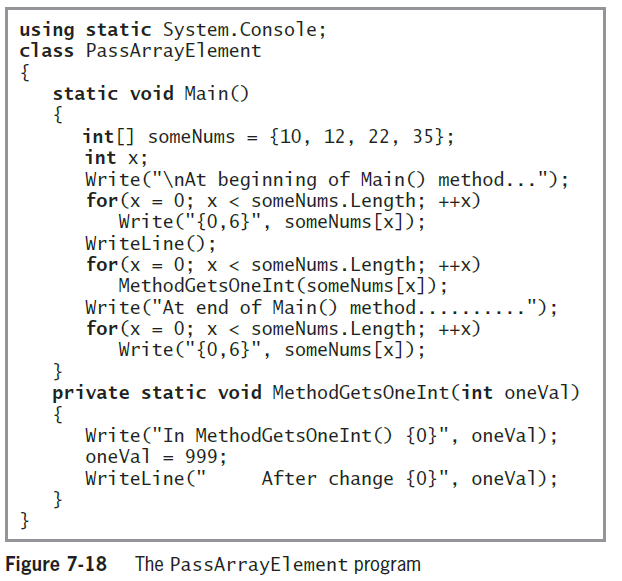 using static System.Console;
class PassArrayElement
{
static void Main()
{
int[] someNums = {10, 12, 22, 35};
int x;
Write("\nAt beginning of Main() method...");
for(x = 0; x < someNums.Length; ++x)
Write("{0,6}", someNums[x]);
WriteLine();
for(x = 0; x < someNums.Length; ++x)
MethodGetsOneInt(someNums[x]);
Write("At end of Main() method..........");
for(x = 0; x < someNums.Length; ++x)
Write("{0,6}", someNums[x]);
}
private static void MethodGetsOneInt(int oneVal)
{
Write("In MethodGetsOneInt() {0}", oneVal);
oneVal = 999;
WriteLine("     After change {0}", oneVal);
}
}
Figure 7-18 The PassArrayElement program